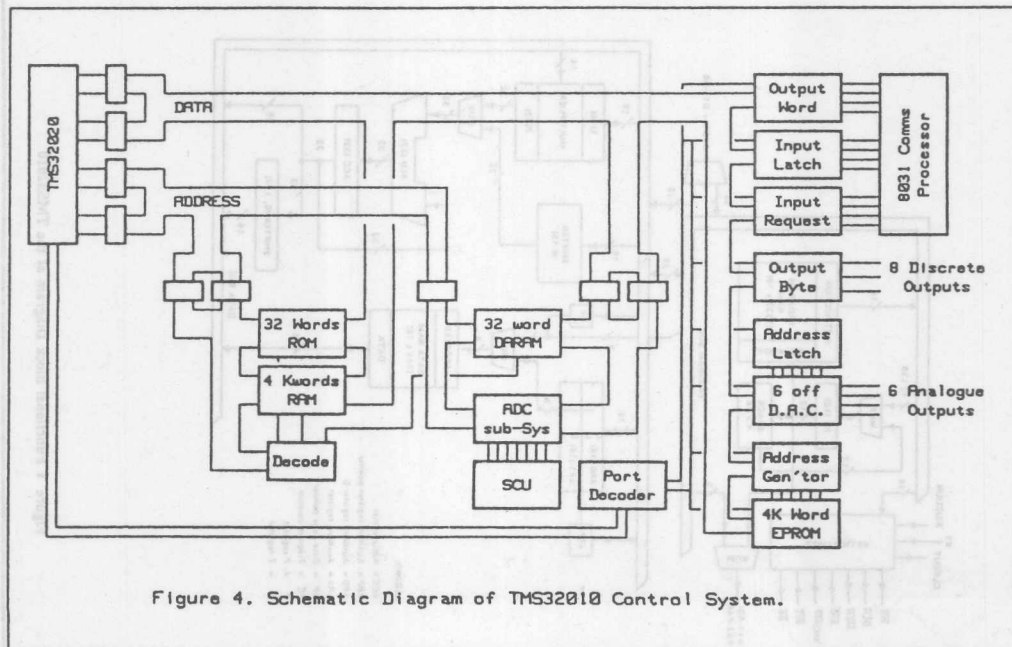 TMS32020
DATA
ADDRESS
32 Words
ROM
4 Kwords
RAM
Decode
32 word
DARAM
ADC
sub-Sys
SCU
Port
Decoder
Output
Word
Input
Latch
Input
Request
8031 Comms
Processor
Output
Byte
8 Discrete
Outputs
Address
Latch
6 off
D.A.C.
6 Analogue
Outputs
Address
Gen'tor
4K Word
EPROM
Figure 4. Schematic Diagram of TMS32010 Control System.